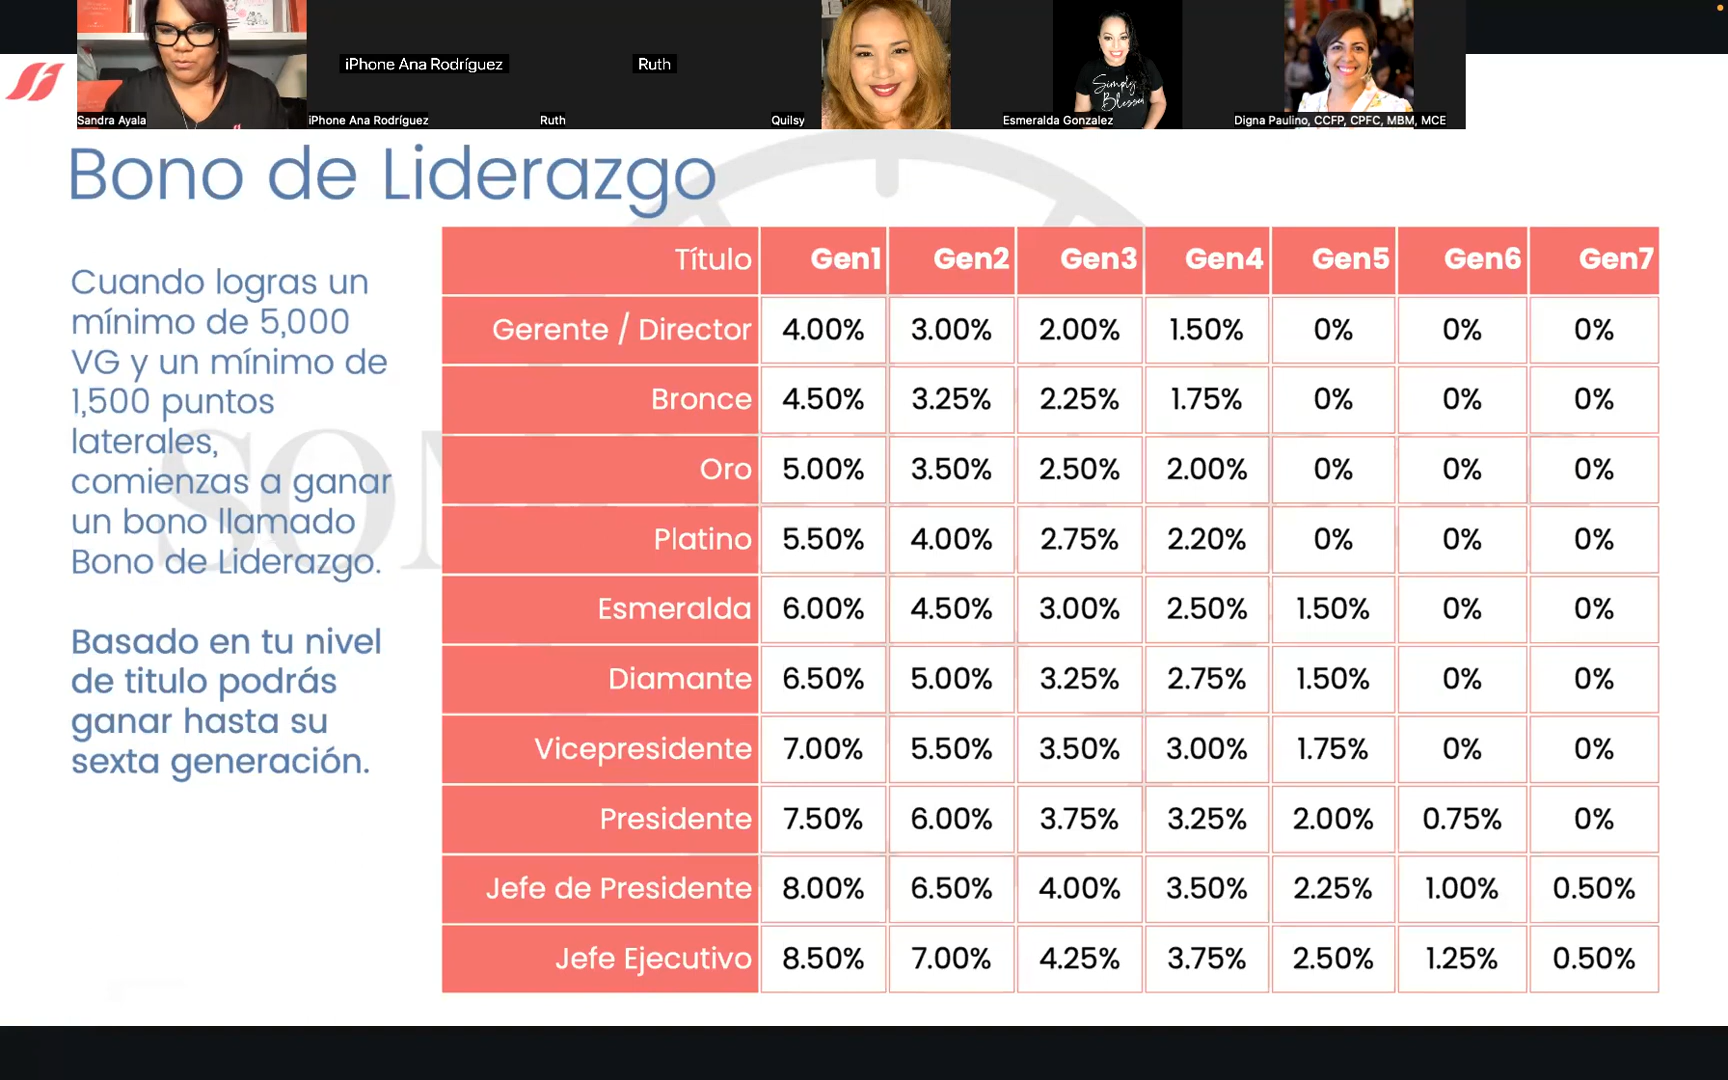 iPhone Ana Rodríguez
Ruth
Sandra Ayala
iPhone Ana Rodríguez
Ruth
Quilsy
Esmeralda Gonzalez
Digna Paulino, CCFP, CPFC, MBM, MCE
Simply
Blessed
Bono de Liderazgo
Cuando logras un
mínimo de 5,000
VG y un mínimo de
1,500 puntos
laterales,
comienzas a ganar
un bono llamado
Bono de Liderazgo.
Basado en tu nivel
de titulo podrás
ganar hasta su
sexta generación.
Título Gen1 Gen2 Gen3 Gen4 Gen5 Gen6 Gen7
Gerente / Director 4.00% 3.00% 2.00% 1.50% 0% 0% 0%
Bronce 4.50% 3.25% 2.25% 1.75% 0% 0% 0%
Oro 5.00% 3.50% 2.50% 2.00% 0% 0% 0%
Platino 5.50% 4.00% 2.75% 2.20% 0% 0% 0%
Esmeralda 6.00% 4.50% 3.00% 2.50% 1.50% 0% 0%
Diamante 6.50% 5.00% 3.25% 2.75% 1.50% 0% 0%
Vicepresidente 7.00% 5.50% 3.50% 3.00% 1.75% 0% 0%
Presidente 7.50% 6.00% 3.75% 3.25% 2.00% 0.75% 0%
Jefe de Presidente 8.00% 6.50% 4.00% 3.50% 2.25% 1.00% 0.50%
Jefe Ejecutivo 8.50% 7.00% 4.25% 3.75% 2.50% 1.25% 0.50%